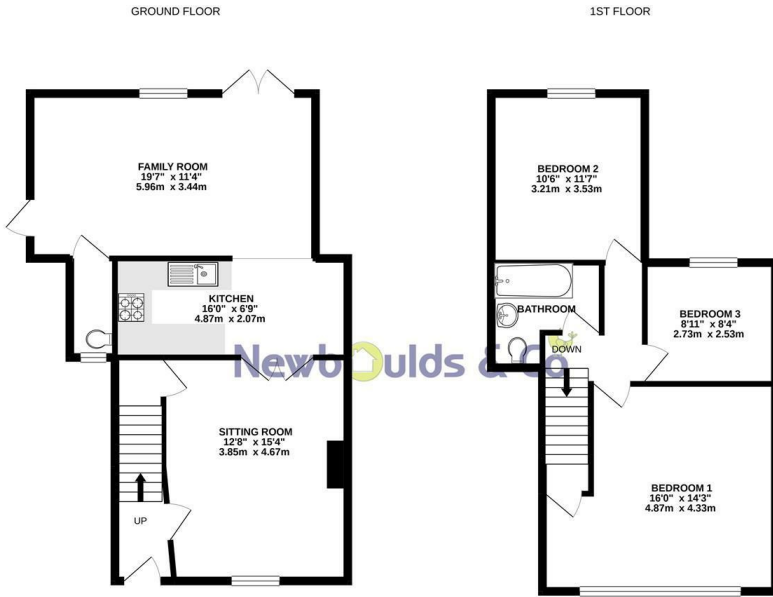 GROUND FLOOR
1ST FLOOR
FAMILY ROOM
19'7" x 11'4"
5.96m x 3.44m
KITCHEN
16'0" x 6'9"
4.87m x 2.07m
SITTING ROOM
12'8" x 15'4"
3.85m x 4.67m
UP
BEDROOM 2
10'6" x 11'7"
3.21m x 3.53m
BATHROOM
BEDROOM 3
8'11" x 8'4"
2.73m x 2.53m
DOWN
BEDROOM 1
16'0" x 14'3"
4.87m x 4.33m
Newboulds & Co